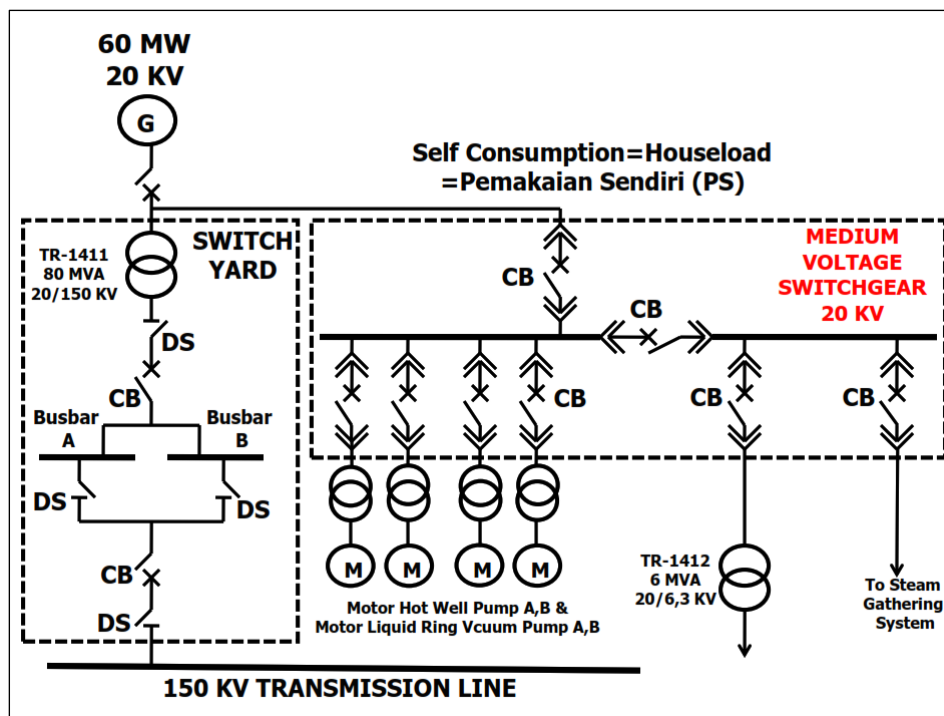 60 MW
20 KV
G
Self Consumption=Houseload
=Pemakaian Sendiri (PS)
SWITCH
YARD
TR-1411
80 MVA
20/150 KV
DS
CB
Busbar
A
Busbar
B
DS
DS
CB
DS
MEDIUM
VOLTAGE
SWITCHGEAR
20 KV
CB
CB
CB
CB
CB
M
M
M
M
Motor Hot Well Pump A,B &
Motor Liquid Ring Vcuum Pump A,B
TR-1412
6 MVA
20/6,3 KV
To Steam
Gathering
System
150 KV TRANSMISSION LINE